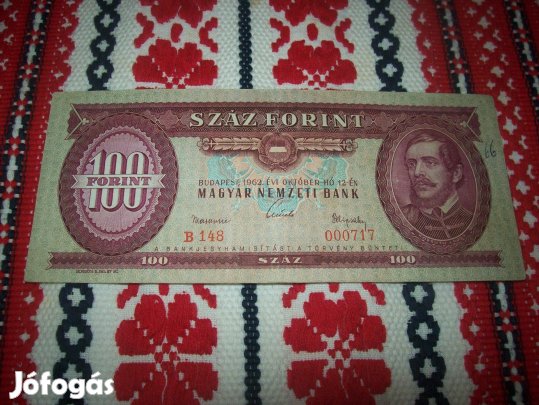 SZÁZ FORINT
100
FORINT
BUDAPEST, 1962. ÉVI OKTÓBER HÓ 12-ÉN
MAGYAR NEMZETI BANK
B 148
000717
A BANKJEGYHAMISÍTÁST A TÖRVÉNY BÜNTETI
100 SZÁZ 100
66
Jófogás